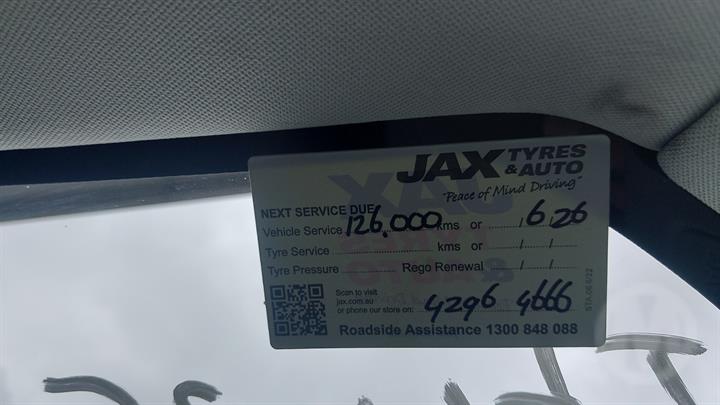 JAX TYRES & AUTO
"Peace of Mind Driving"
NEXT SERVICE DUE
Vehicle Service 126,000 kms or / 6 / 26
Tyre Service kms or / /
Tyre Pressure Rego Renewal / /
Scan to visit
jax.com.au
or phone our store on: 4296 4666
Roadside Assistance 1300 848 088